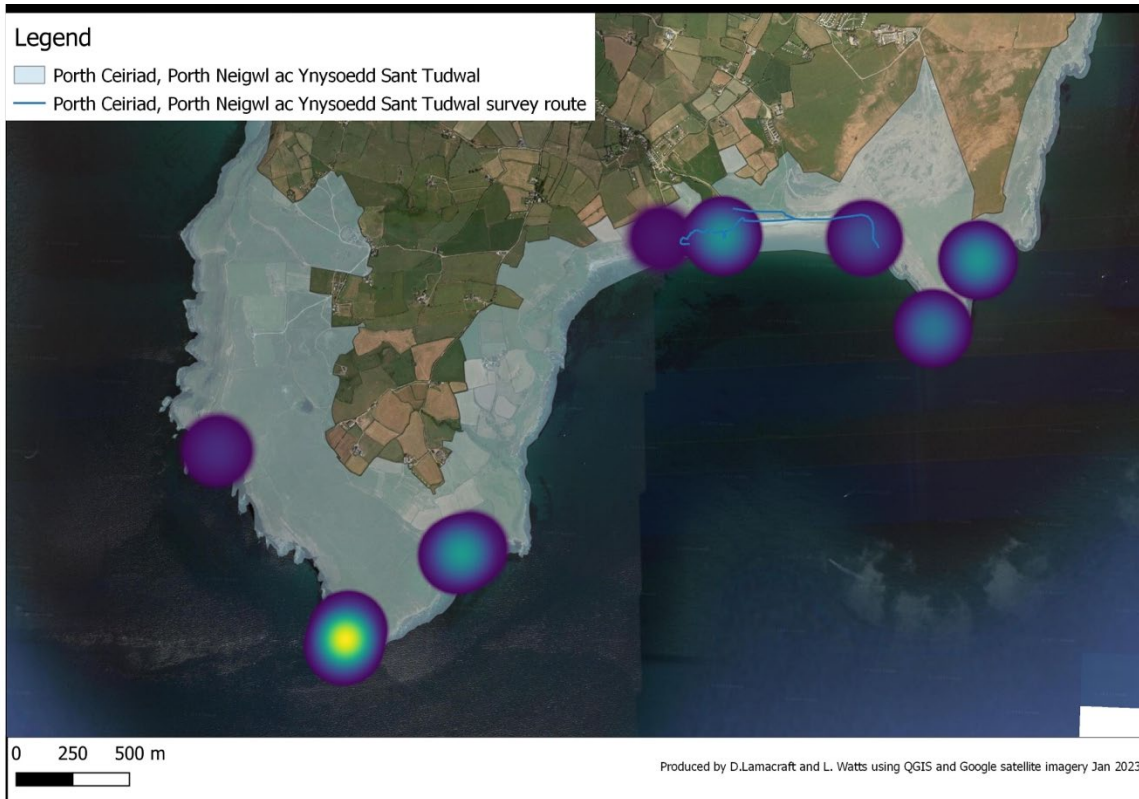 Legend
Porth Ceiriad, Porth Neigwl ac Ynysoedd Sant Tudwal
Porth Ceiriad, Porth Neigwl ac Ynysoedd Sant Tudwal survey route
0 250 500 m
Produced by D.Lamacraft and L. Watts using QGIS and Google satellite imagery Jan 2023